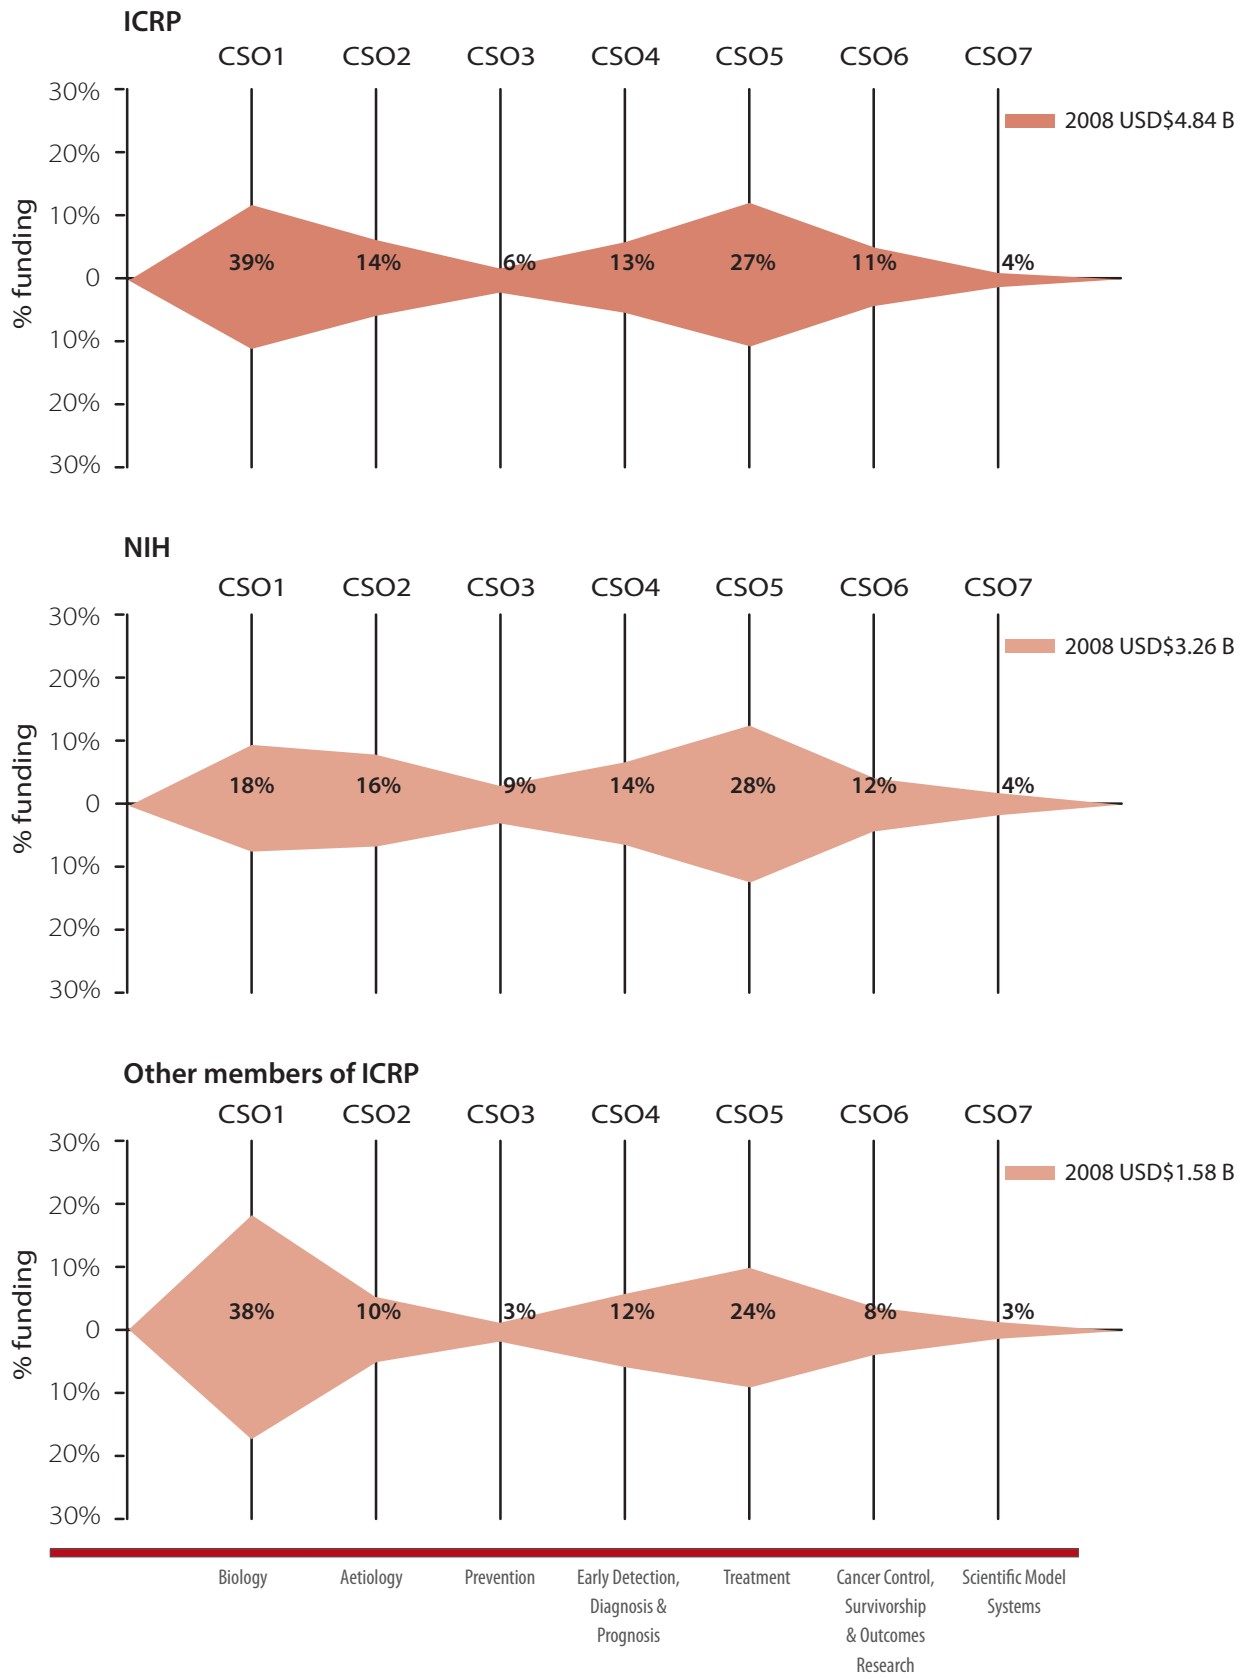 ICRP
CSO1 CSO2 CSO3 CSO4 CSO5 CSO6 CSO7
30%
2008 USD$4.84 B
20%
10%
39% 14% 6% 13% 27% 11% 4%
0
10%
20%
30%
% funding
NIH
CSO1 CSO2 CSO3 CSO4 CSO5 CSO6 CSO7
30%
2008 USD$3.26 B
20%
10%
18% 16% 9% 14% 28% 12% 4%
0
10%
20%
30%
% funding
Other members of ICRP
CSO1 CSO2 CSO3 CSO4 CSO5 CSO6 CSO7
30%
2008 USD$1.58 B
20%
10%
38% 10% 3% 12% 24% 8% 3%
0
10%
20%
30%
% funding
Biology Aetiology Prevention Early Detection, Treatment Cancer Control, Scientific Model
Diagnosis & Survivorship Systems
Prognosis & Outcomes
Research